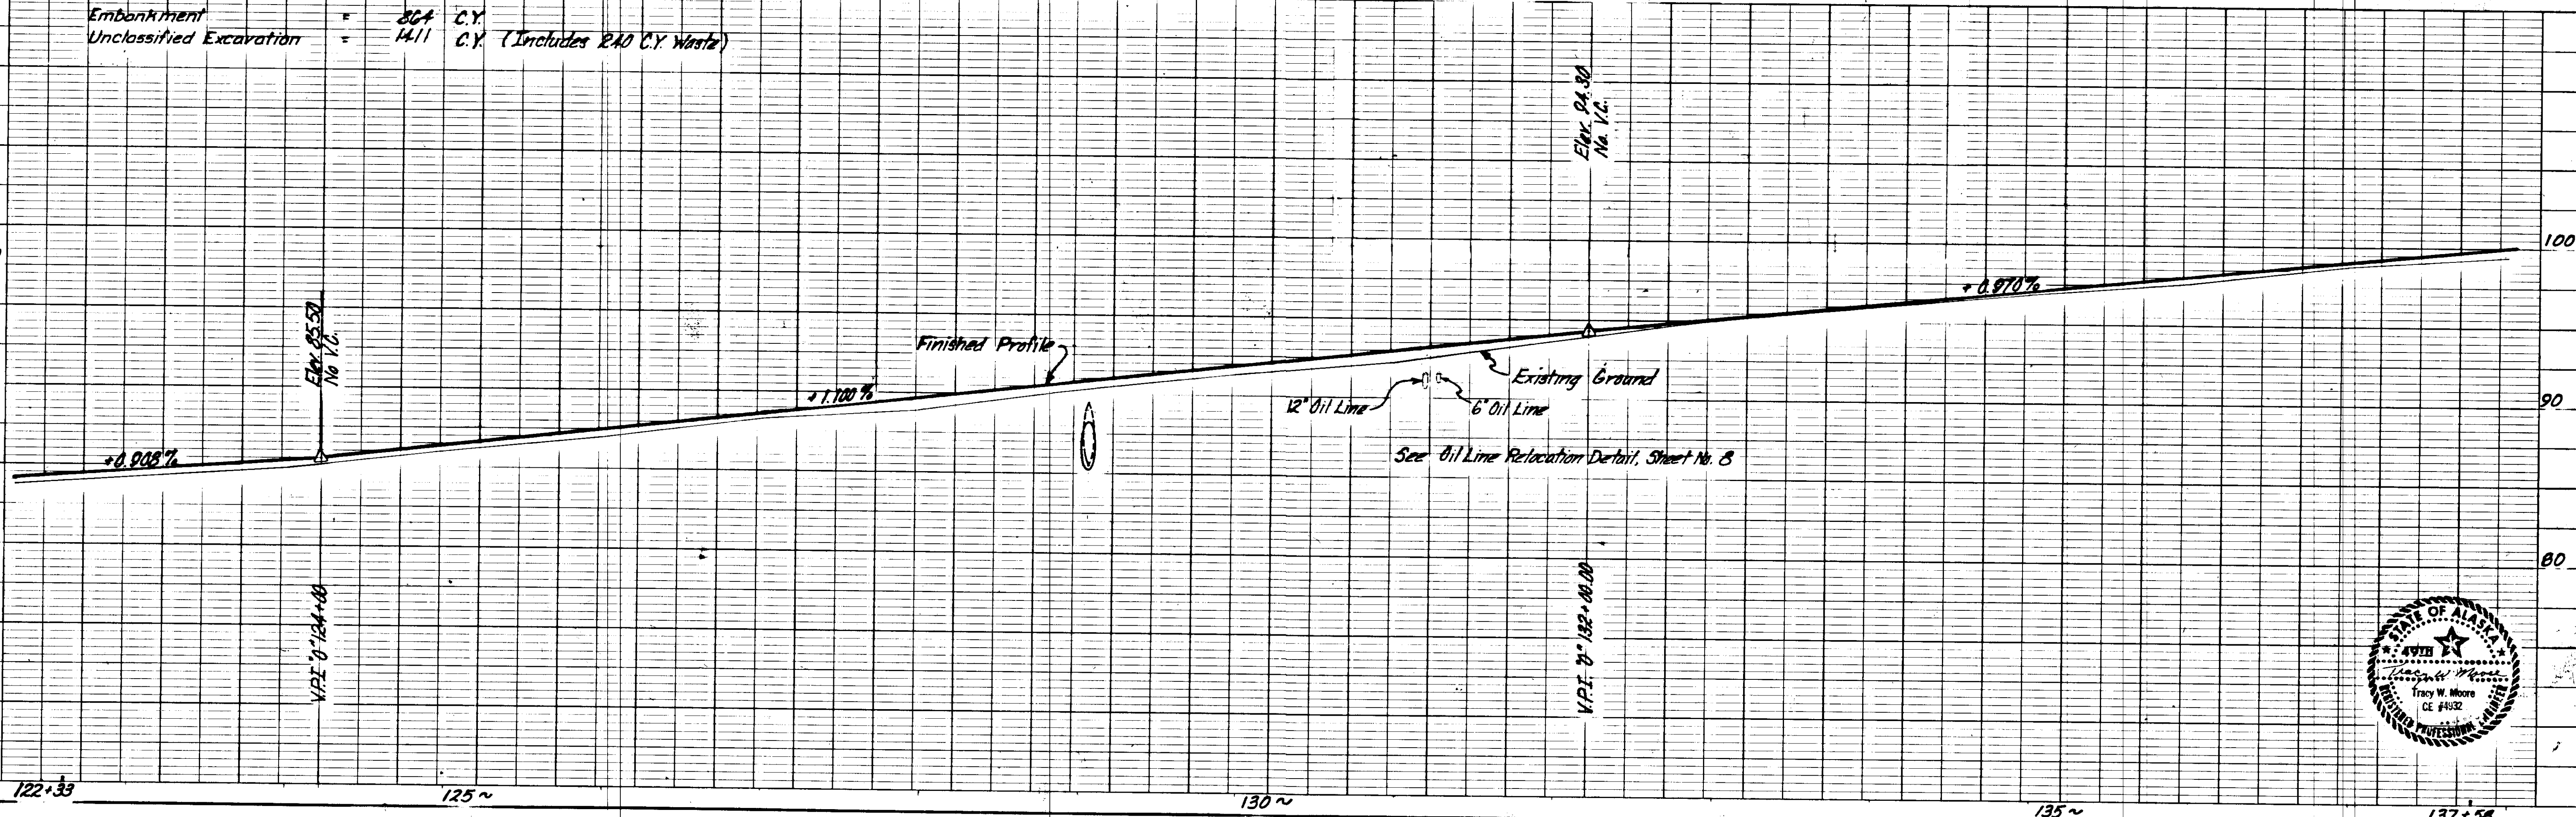 Embankment = 864 C.Y.
Unclassified Excavation = 1411 C.Y. (Includes 240 C.Y. Waste)
Elev. 94.30
No. V.C.
100
+ 0.970%
Elev. 85.50
No V.C.
Finished Profile
Existing Ground
+ 1.100%
12" Oil Line
6" Oil Line
90
+0.908%
See Oil Line Relocation Detail, Sheet No. 8
80
V.P.I. "O" 124+00
V.P.I. "O" 132+00.00
STATE OF ALASKA
49TH
Tracy W. Moore
Tracy W. Moore
CE #4932
REGISTERED PROFESSIONAL ENGINEER
122+33
125~
130~
135~
137+58